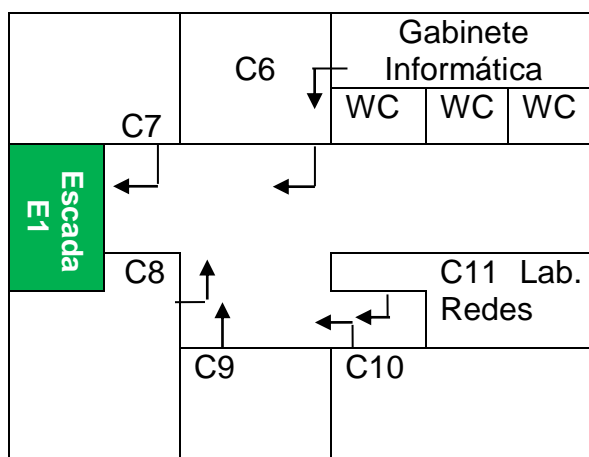 Gabinete
Informática
C6
WC WC WC
C7
Escada
E1
C8
C11 Lab.
Redes
C9
C10